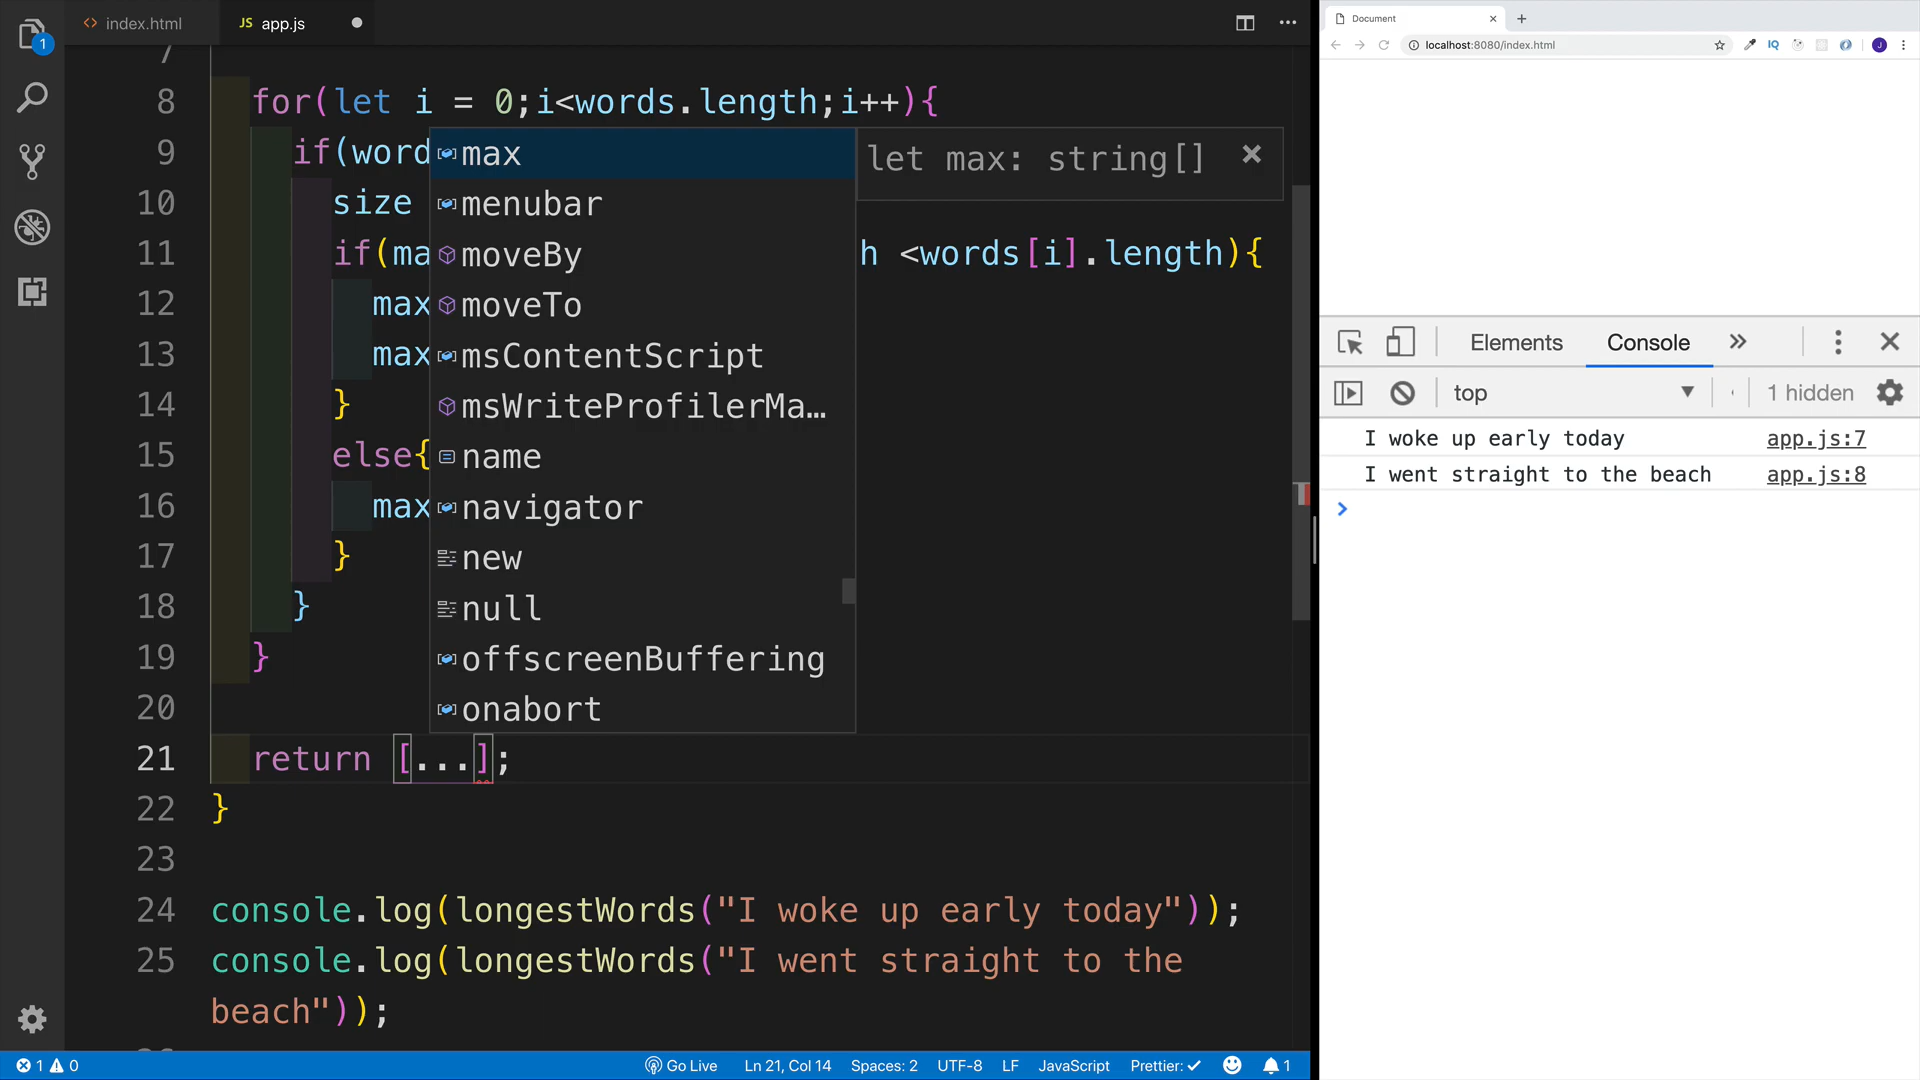 index.html
JS app.js
Document
localhost:8080/index.html
IQ
J
1
7
8 for(let i = 0;i<words.length;i++){
9 if(word
10 size
11 if(ma h <words[i].length){
12 max
13 max
14 }
15 else{
16 max
17 }
18 }
19 }
20
21 return [...];
22 }
23
24 console.log(longestWords("I woke up early today"));
25 console.log(longestWords("I went straight to the
beach"));
max
menubar
moveBy
moveTo
msContentScript
msWriteProfilerMa…
name
navigator
new
null
offscreenBuffering
onabort
let max: string[]
Elements Console
top 1 hidden
I woke up early today app.js:7
I went straight to the beach app.js:8
1 0 Go Live Ln 21, Col 14 Spaces: 2 UTF-8 LF JavaScript Prettier: 1